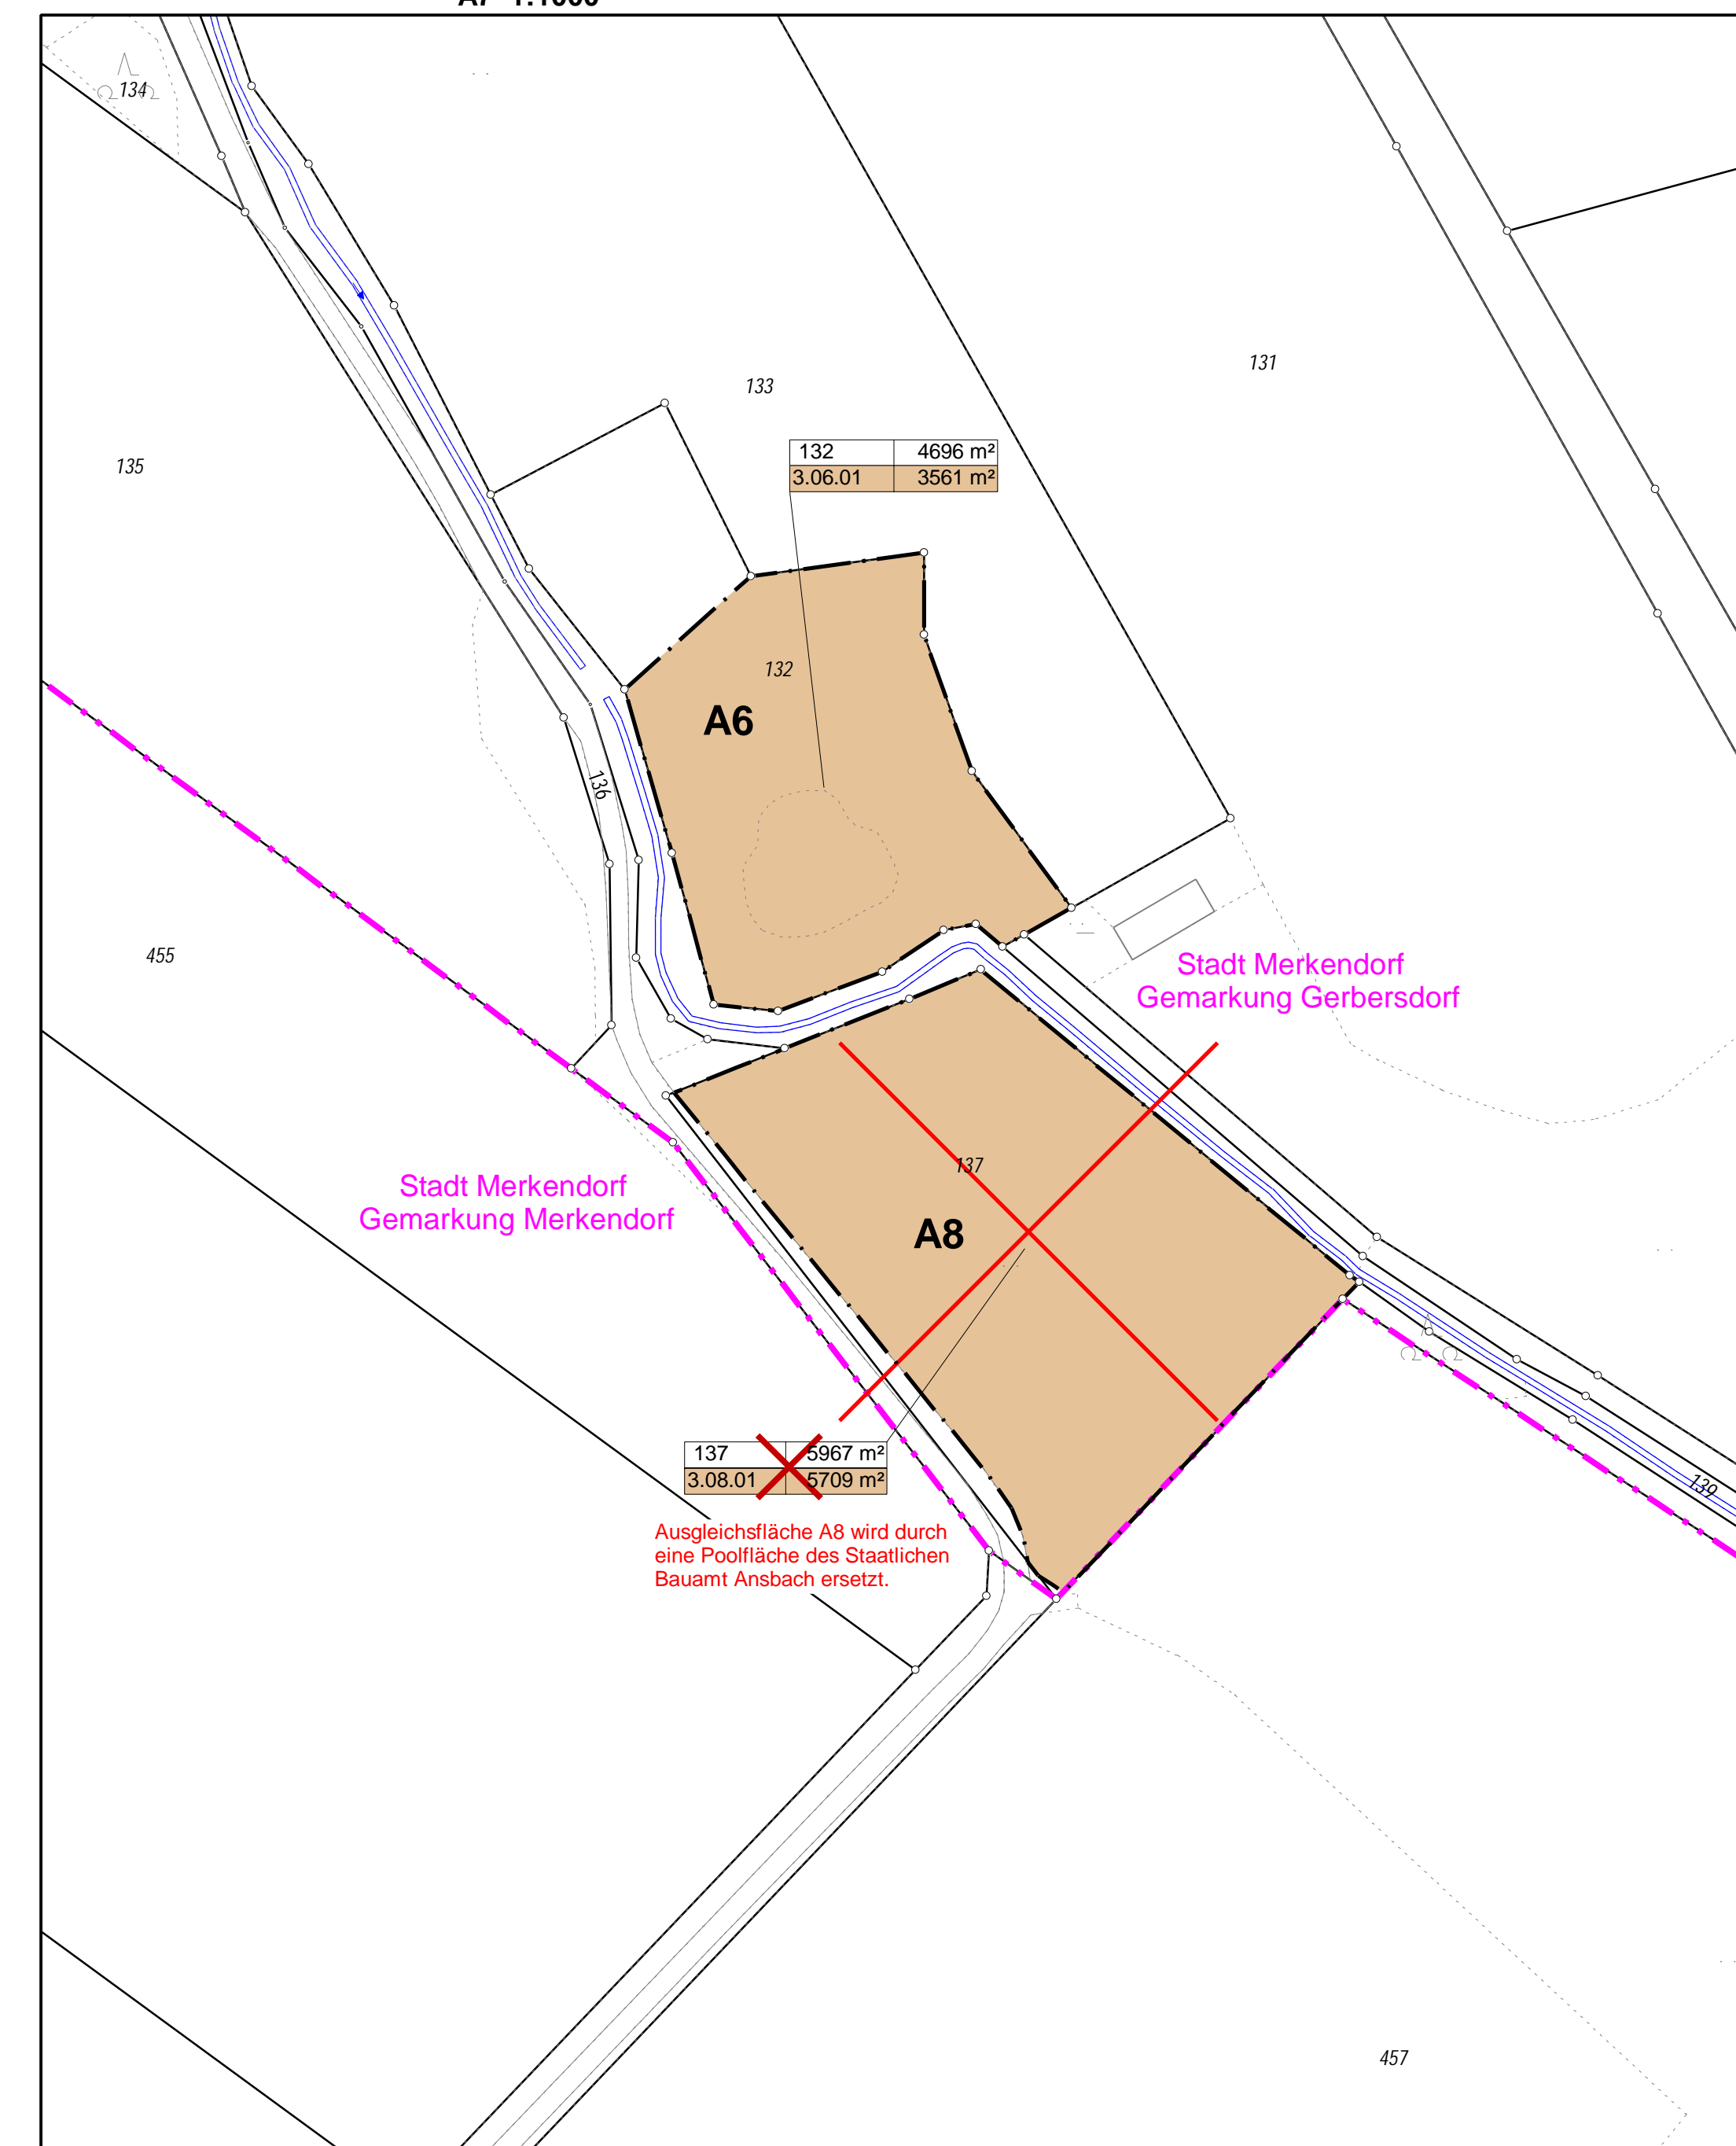 134
133
131
135
132 4696 m²
3.06.01 3561 m²
132
A6
136
455
Stadt Merkendorf
Gemarkung Gerbersdorf
137
Stadt Merkendorf
Gemarkung Merkendorf
A8
137 5967 m²
3.08.01 5709 m²
139
Ausgleichsfläche A8 wird durch
eine Poolfläche des Staatlichen
Bauamt Ansbach ersetzt.
457